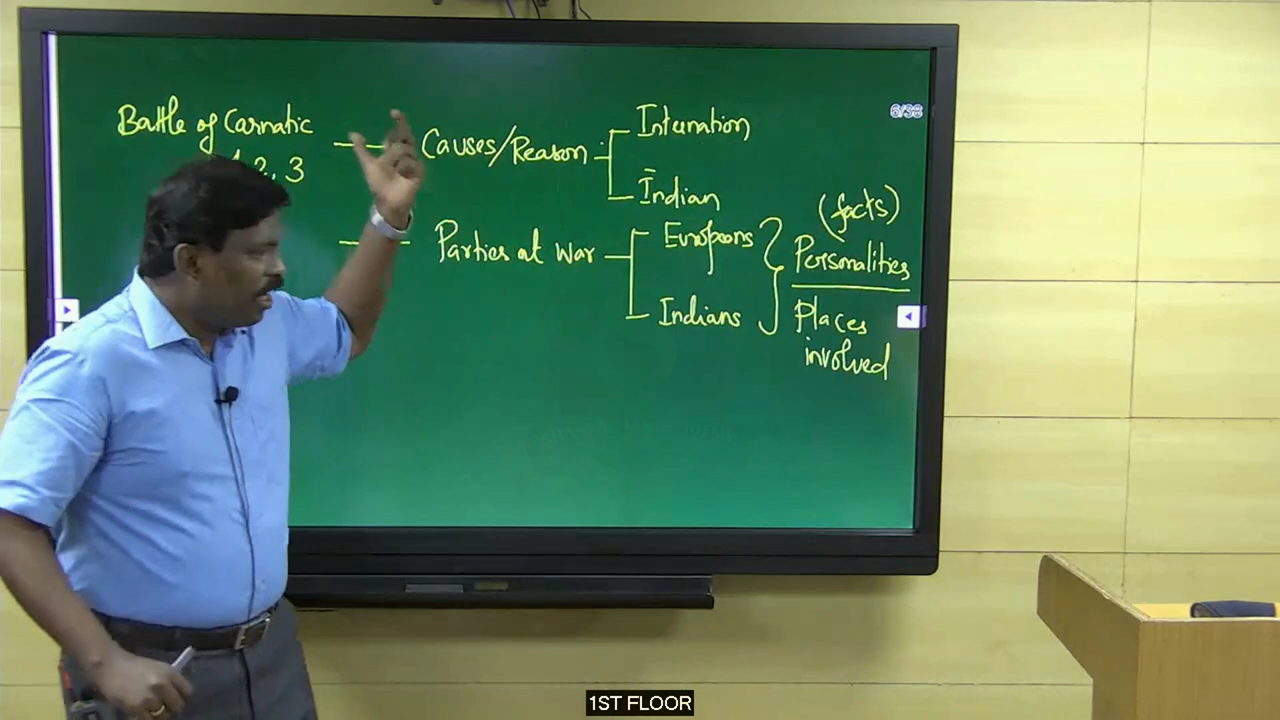 Battle of Carnatic
1, 2, 3
Causes/Reason
Internation
Indian
Parties at war
Europeans
Indians
(facts)
Personalities
Places
involved
6/38
1ST FLOOR